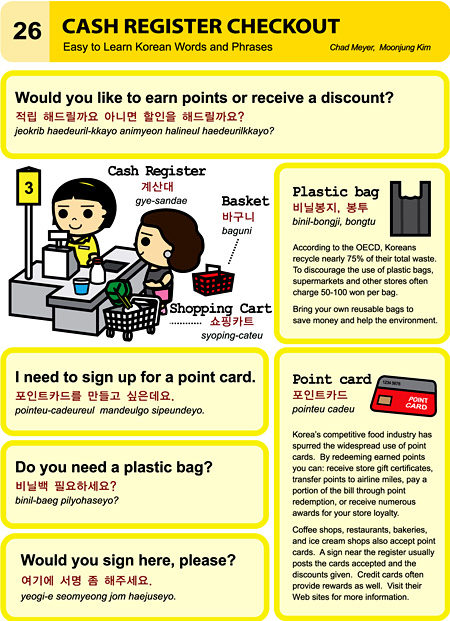 26
CASH REGISTER CHECKOUT
Easy to Learn Korean Words and Phrases
Chad Meyer, Moonjung Kim
Would you like to earn points or receive a discount?
적립 해드릴까요 아니면 할인을 해드릴까요?
jeokrib haedeuril-kkayo animyeon halineul haedeurilkkayo?
3
Cash Register
계산대
gye-sandae
Basket
바구니
baguni
Shopping Cart
쇼핑카트
syoping-cateu
Plastic bag
비닐봉지, 봉투
binil-bongji, bongtu
According to the OECD, Koreans
recycle nearly 75% of their total waste.
To discourage the use of plastic bags,
supermarkets and other stores often
charge 50-100 won per bag.
Bring your own reusable bags to
save money and help the environment.
I need to sign up for a point card.
포인트카드를 만들고 싶은데요.
pointeu-cadeureul mandeulgo sipeundeyo.
Do you need a plastic bag?
비닐백 필요하세요?
binil-baeg pilyohaseyo?
Would you sign here, please?
여기에 서명 좀 해주세요.
yeogi-e seomyeong jom haejuseyo.
Point card
포인트카드
pointeu cadeu
1234 5678
POINT
CARD
Korea's competitive food industry has
spurred the widespread use of point
cards. By redeeming earned points
you can: receive store gift certificates,
transfer points to airline miles, pay a
portion of the bill through point
redemption, or receive numerous
awards for your store loyalty.
Coffee shops, restaurants, bakeries,
and ice cream shops also accept point
cards. A sign near the register usually
posts the cards accepted and the
discounts given. Credit cards often
provide rewards as well. Visit their
Web sites for more information.